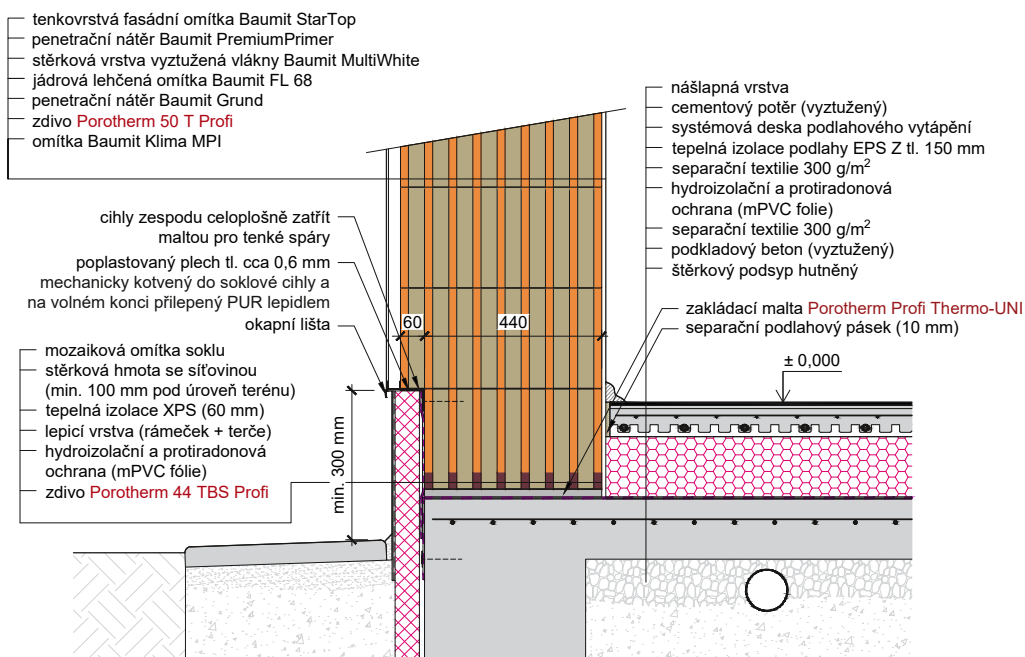 tenkovrstvá fasádní omítka Baumit StarTop
penetrační nátěr Baumit PremiumPrimer
stěrková vrstva vyztužená vlákny Baumit MultiWhite
jádrová lehčená omítka Baumit FL 68
penetrační nátěr Baumit Grund
zdivo Porotherm 50 T Profi
omítka Baumit Klima MPI
cihly zespodu celoplošně zatřít
maltou pro tenké spáry
poplastovaný plech tl. cca 0,6 mm
mechanicky kotvený do soklové cihly a
na volném konci přilepený PUR lepidlem
okapní lišta
mozaiková omítka soklu
stěrková hmota se síťovinou
(min. 100 mm pod úroveň terénu)
tepelná izolace XPS (60 mm)
lepicí vrstva (rámeček + terče)
hydroizolační a protiradonová
ochrana (mPVC fólie)
zdivo Porotherm 44 TBS Profi
min. 300 mm
60
440
nášlapná vrstva
cementový potěr (vyztužený)
systémová deska podlahového vytápění
tepelná izolace podlahy EPS Z tl. 150 mm
separační textilie 300 g/m²
hydroizolační a protiradonová
ochrana (mPVC folie)
separační textilie 300 g/m²
podkladový beton (vyztužený)
štěrkový podsyp hutněný
zakládací malta Porotherm Profi Thermo-UNI
separační podlahový pásek (10 mm)
± 0,000